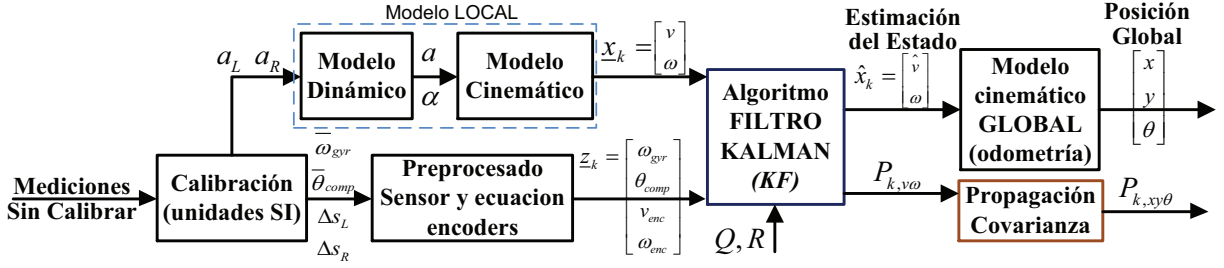 Modelo LOCAL
a_L a_R
Modelo
Dinámico
a
α
Modelo
Cinemático
x_k = [v
ω]
Mediciones
Sin Calibrar
Calibración
(unidades SI)
ω̅_gyr
θ̅_comp
Δs_L
Δs_R
Preprocesado
Sensor y ecuacion
encoders
z_k = [ω_gyr
θ_comp
v_enc
ω_enc]
Algoritmo
FILTRO
KALMAN
(KF)
Q, R
Estimación
del Estado
x̂_k = [v̂
ω]
P_{k,vω}
Modelo
cinemático
GLOBAL
(odometría)
Propagación
Covarianza
Posición
Global
[x
y
θ]
P_{k,xyθ}